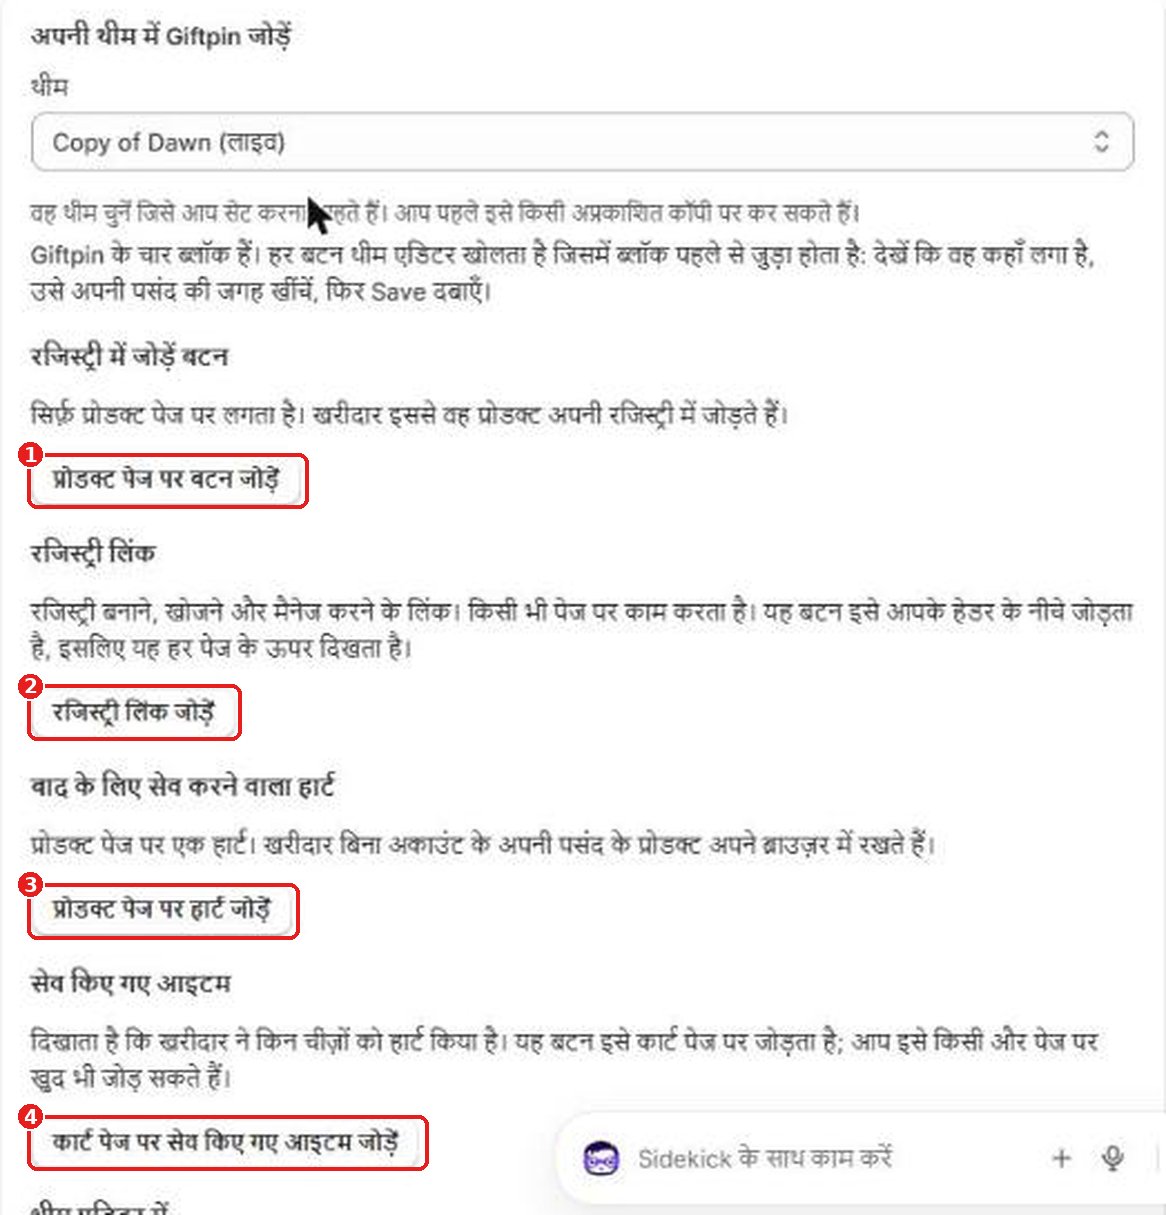 अपनी थीम में Giftpin जोड़ें
थीम
Copy of Dawn (लाइव)
वह थीम चुनें जिसे आप सेट करना हते हैं। आप पहले इसे किसी अप्रकाशित कॉपी पर कर सकते हैं।
Giftpin के चार ब्लॉक हैं। हर बटन थीम एडिटर खोलता है जिसमें ब्लॉक पहले से जुड़ा होता है: देखें कि वह कहाँ लगा है,
उसे अपनी पसंद की जगह खींचें, फिर Save दबाएँ।
रजिस्ट्री में जोड़ें बटन
सिर्फ़ प्रोडक्ट पेज पर लगता है। खरीदार इससे वह प्रोडक्ट अपनी रजिस्ट्री में जोड़ते हैं।
1
प्रोडक्ट पेज पर बटन जोड़ें
रजिस्ट्री लिंक
रजिस्ट्री बनाने, खोजने और मैनेज करने के लिंक। किसी भी पेज पर काम करता है। यह बटन इसे आपके हेडर के नीचे जोड़ता
है, इसलिए यह हर पेज के ऊपर दिखता है।
2
रजिस्ट्री लिंक जोड़ें
बाद के लिए सेव करने वाला हार्ट
प्रोडक्ट पेज पर एक हार्ट। खरीदार बिना अकाउंट के अपनी पसंद के प्रोडक्ट अपने ब्राउज़र में रखते हैं।
3
प्रोडक्ट पेज पर हार्ट जोड़ें
सेव किए गए आइटम
दिखाता है कि खरीदार ने किन चीज़ों को हार्ट किया है। यह बटन इसे कार्ट पेज पर जोड़ता है; आप इसे किसी और पेज पर
खुद भी जोड़ सकते हैं।
4
कार्ट पेज पर सेव किए गए आइटम जोड़ें
Sidekick के साथ काम करें